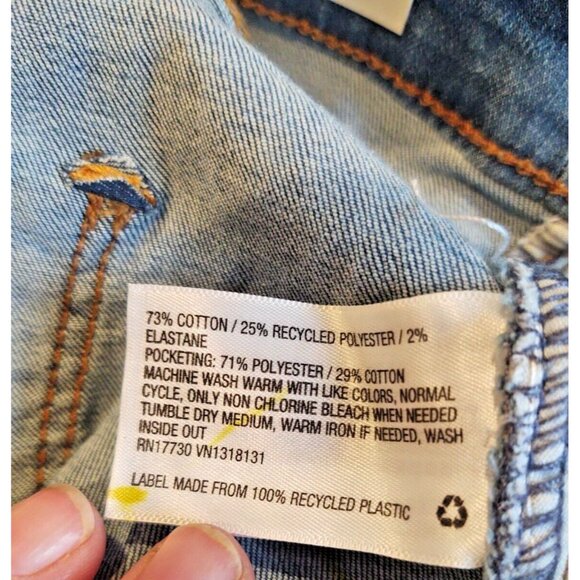 73% COTTON / 25% RECYCLED POLYESTER / 2%
ELASTANE
POCKETING: 71% POLYESTER / 29% COTTON
MACHINE WASH WARM WITH LIKE COLORS, NORMAL
CYCLE, ONLY NON CHLORINE BLEACH WHEN NEEDED
TUMBLE DRY MEDIUM, WARM IRON IF NEEDED, WASH
INSIDE OUT
RN17730 VN1318131
LABEL MADE FROM 100% RECYCLED PLASTIC